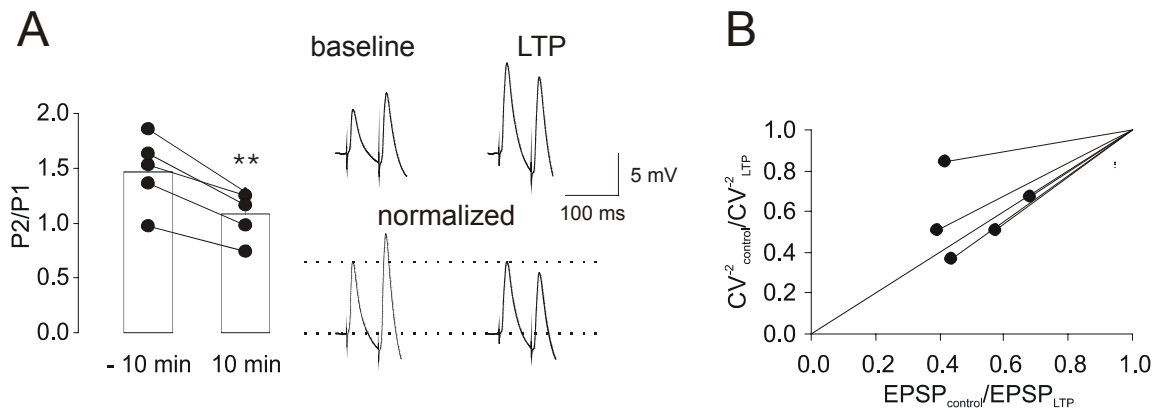 A
baseline
LTP
2.0
1.5
1.0
0.5
0.0
P2/P1
**
5 mV
100 ms
normalized
- 10 min
10 min
B
1.0
0.8
0.6
0.4
0.2
0.0
CV⁻²control/CV⁻²LTP
0.0
0.2
0.4
0.6
0.8
1.0
EPSPcontrol/EPSPLTP